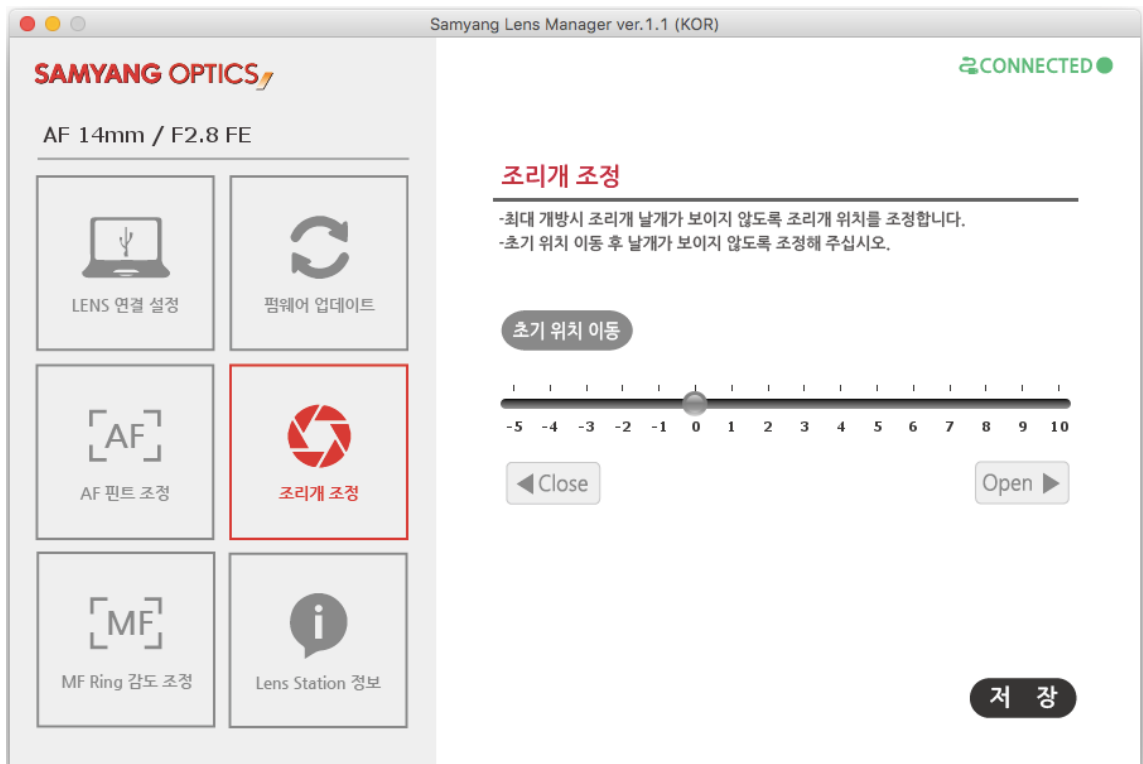 Samyang Lens Manager ver.1.1 (KOR)
SAMYANG OPTICS
CONNECTED
AF 14mm / F2.8 FE
LENS 연결 설정
펌웨어 업데이트
AF
AF 핀트 조정
조리개 조정
MF
MF Ring 감도 조정
i
Lens Station 정보
조리개 조정
-최대 개방시 조리개 날개가 보이지 않도록 조리개 위치를 조정합니다.
-초기 위치 이동 후 날개가 보이지 않도록 조정해 주십시오.
초기 위치 이동
-5 -4 -3 -2 -1 0 1 2 3 4 5 6 7 8 9 10
Close
Open
저 장